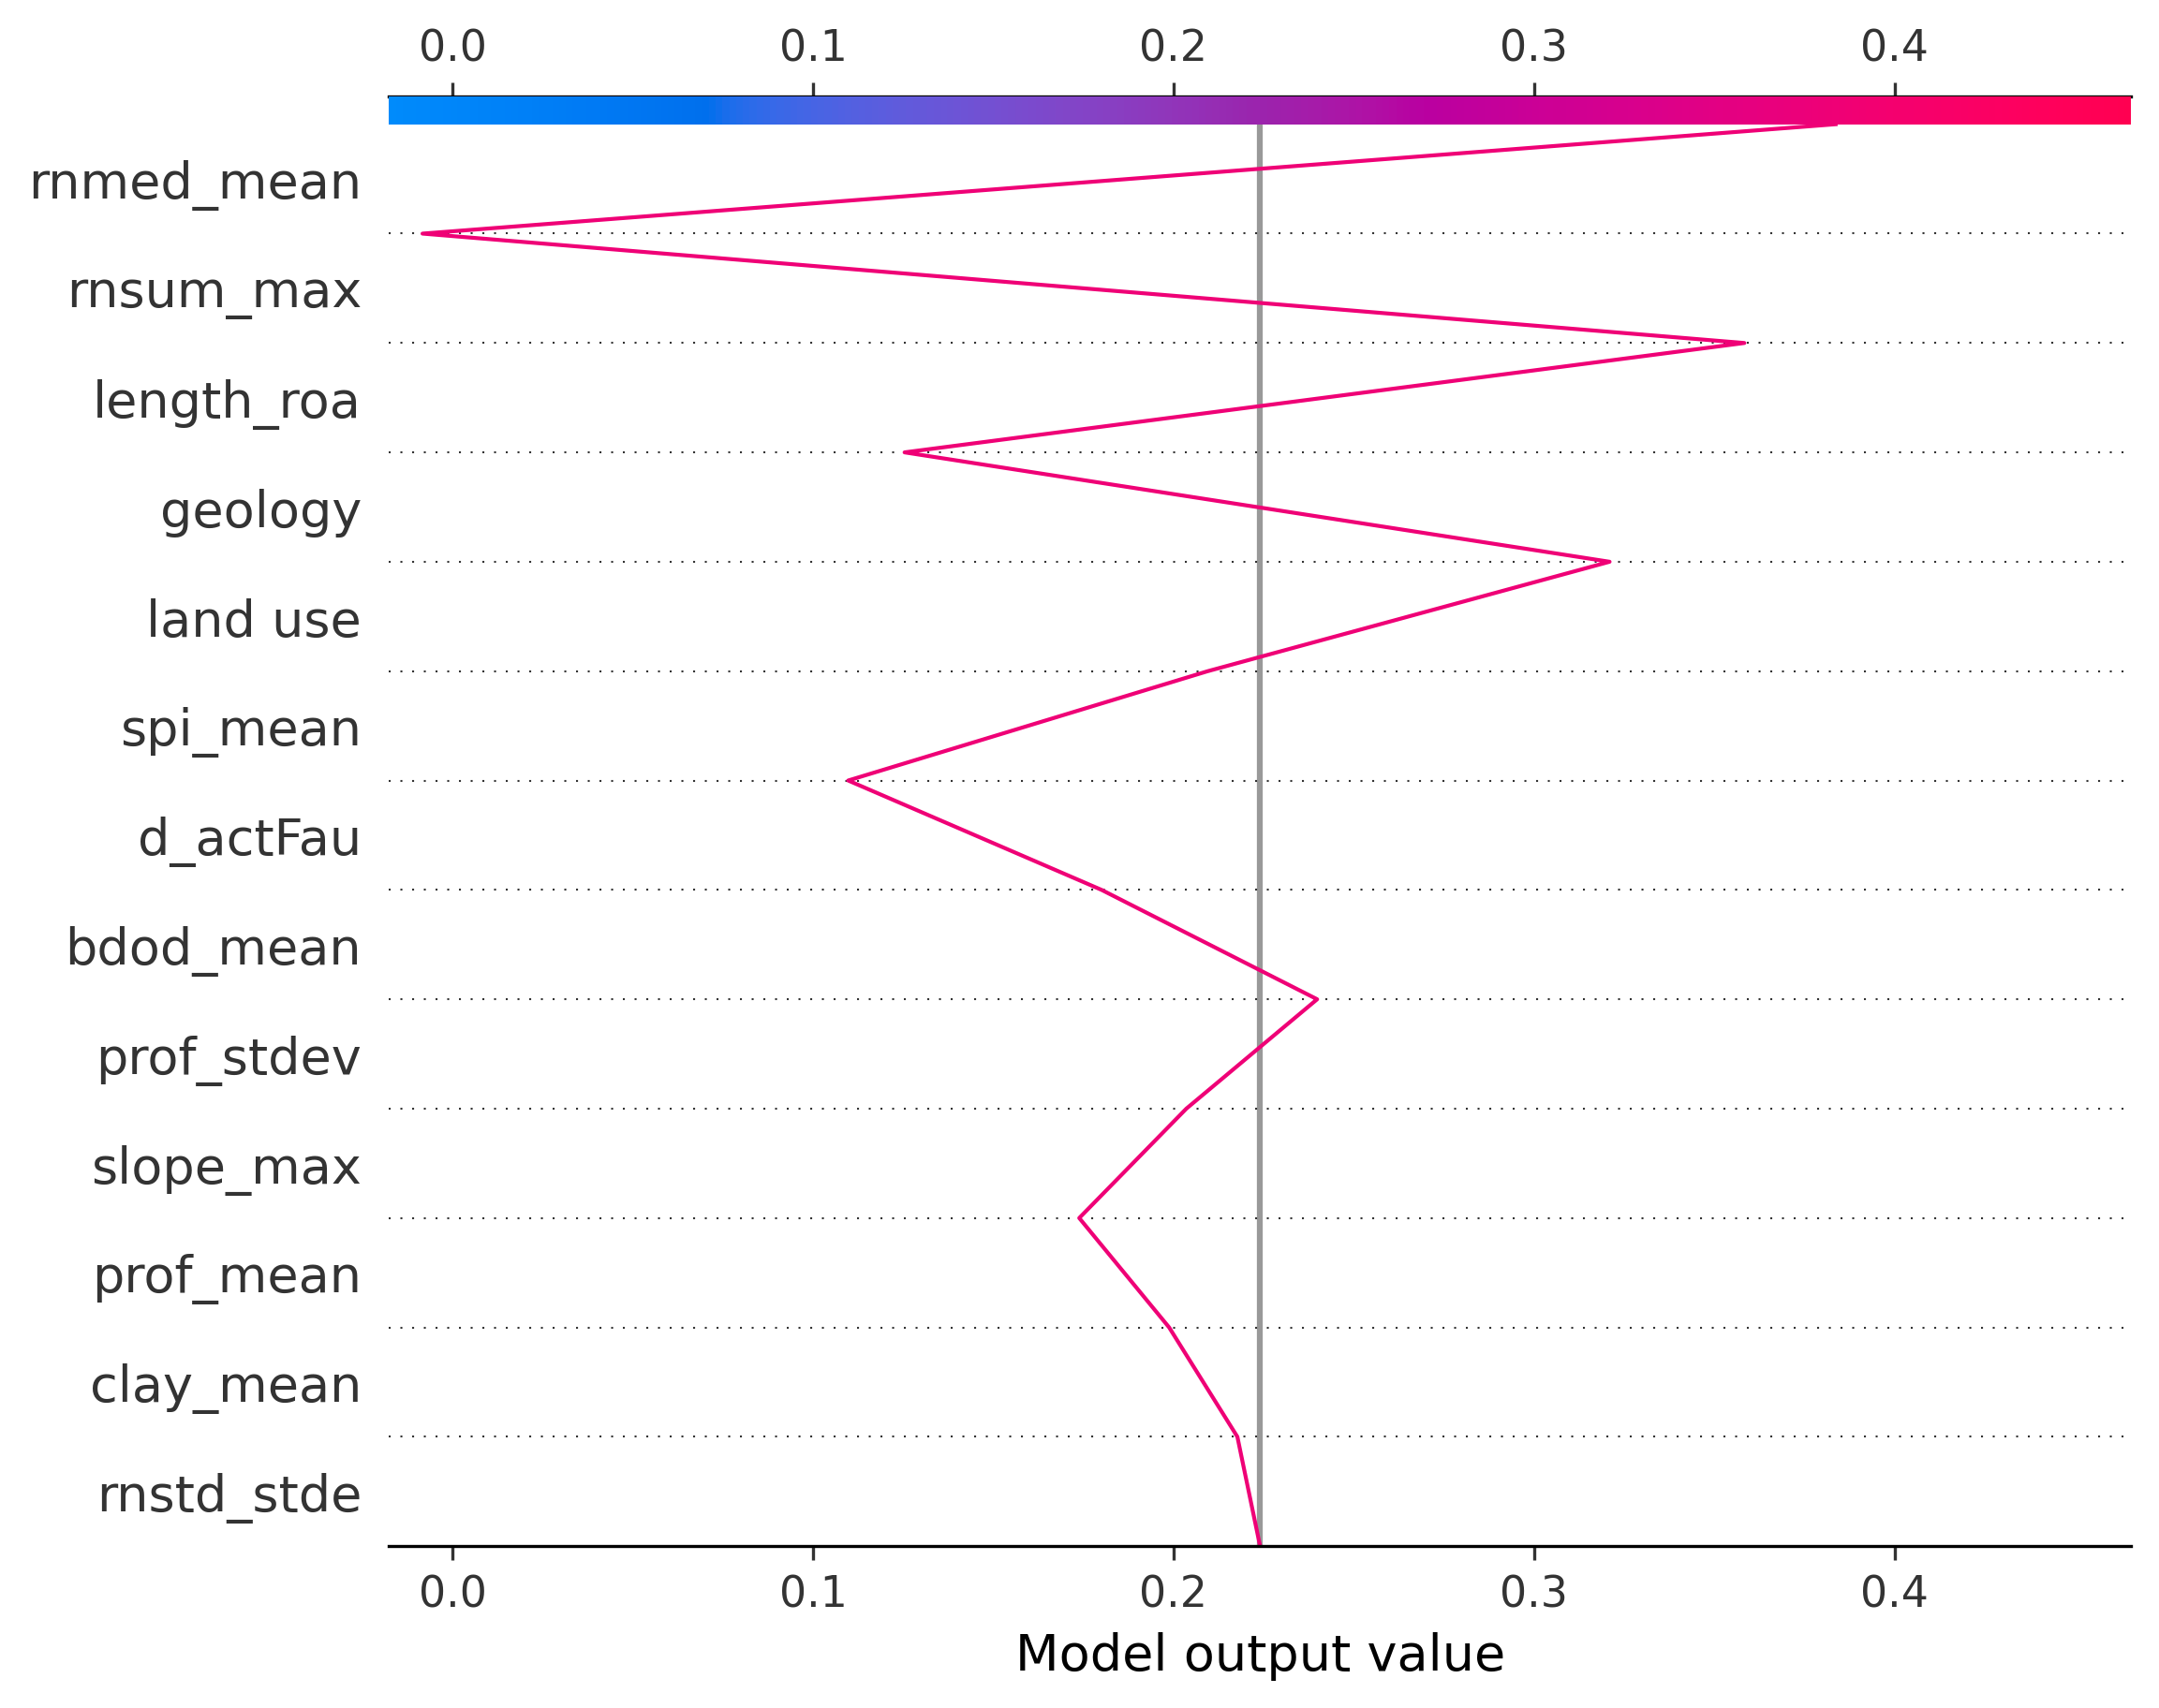 0.0 0.1 0.2 0.3 0.4
rnmed_mean
rnsum_max
length_roa
geology
land use
spi_mean
d_actFau
bdod_mean
prof_stdev
slope_max
prof_mean
clay_mean
rnstd_stde
0.0 0.1 0.2 0.3 0.4
Model output value